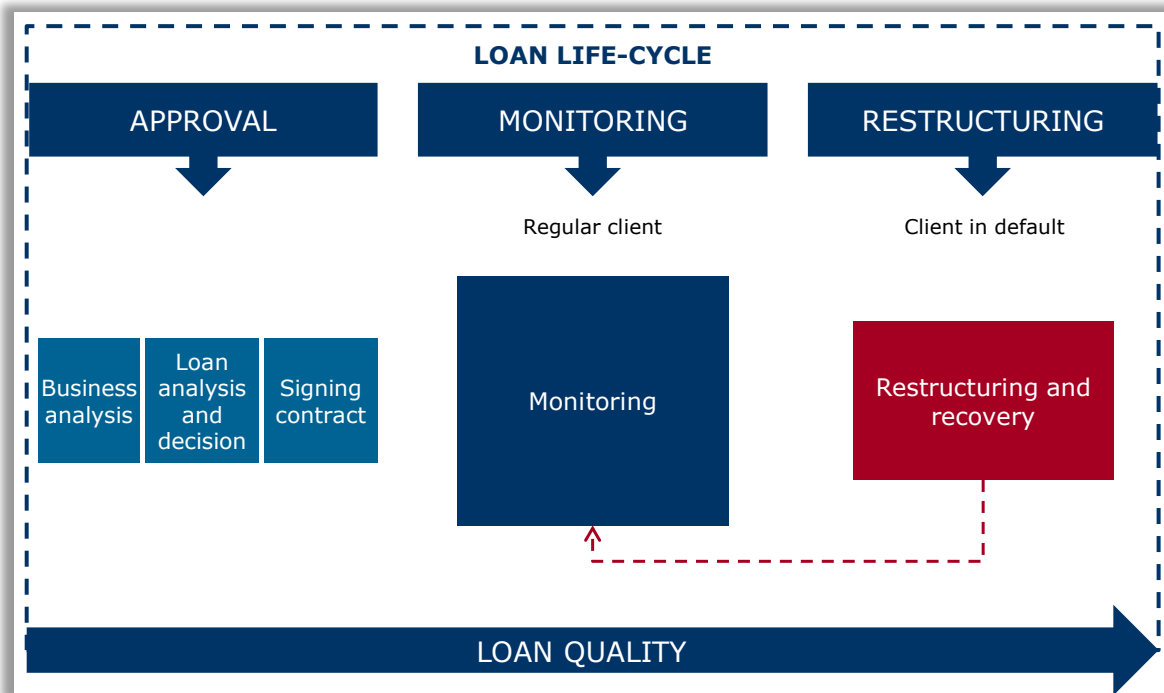 LOAN LIFE-CYCLE
APPROVAL
MONITORING
RESTRUCTURING
Regular client
Client in default
Business
analysis
Loan
analysis
and
decision
Signing
contract
Monitoring
Restructuring and
recovery
LOAN QUALITY